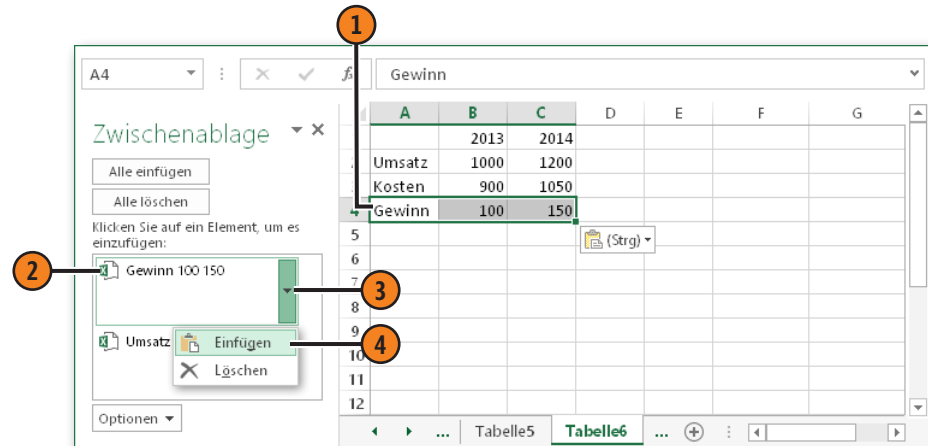 1
A4 fx Gewinn
Zwischenablage
Alle einfügen
Alle löschen
Klicken Sie auf ein Element, um es
einzufügen:
2 Gewinn 100 150 3
Umsatz Einfügen 4
Löschen
Optionen
A B C D E F G
2013 2014
Umsatz 1000 1200
Kosten 900 1050
4 Gewinn 100 150
5 (Strg)
6
7
8
9
10
11
12
... Tabelle5 Tabelle6 ...